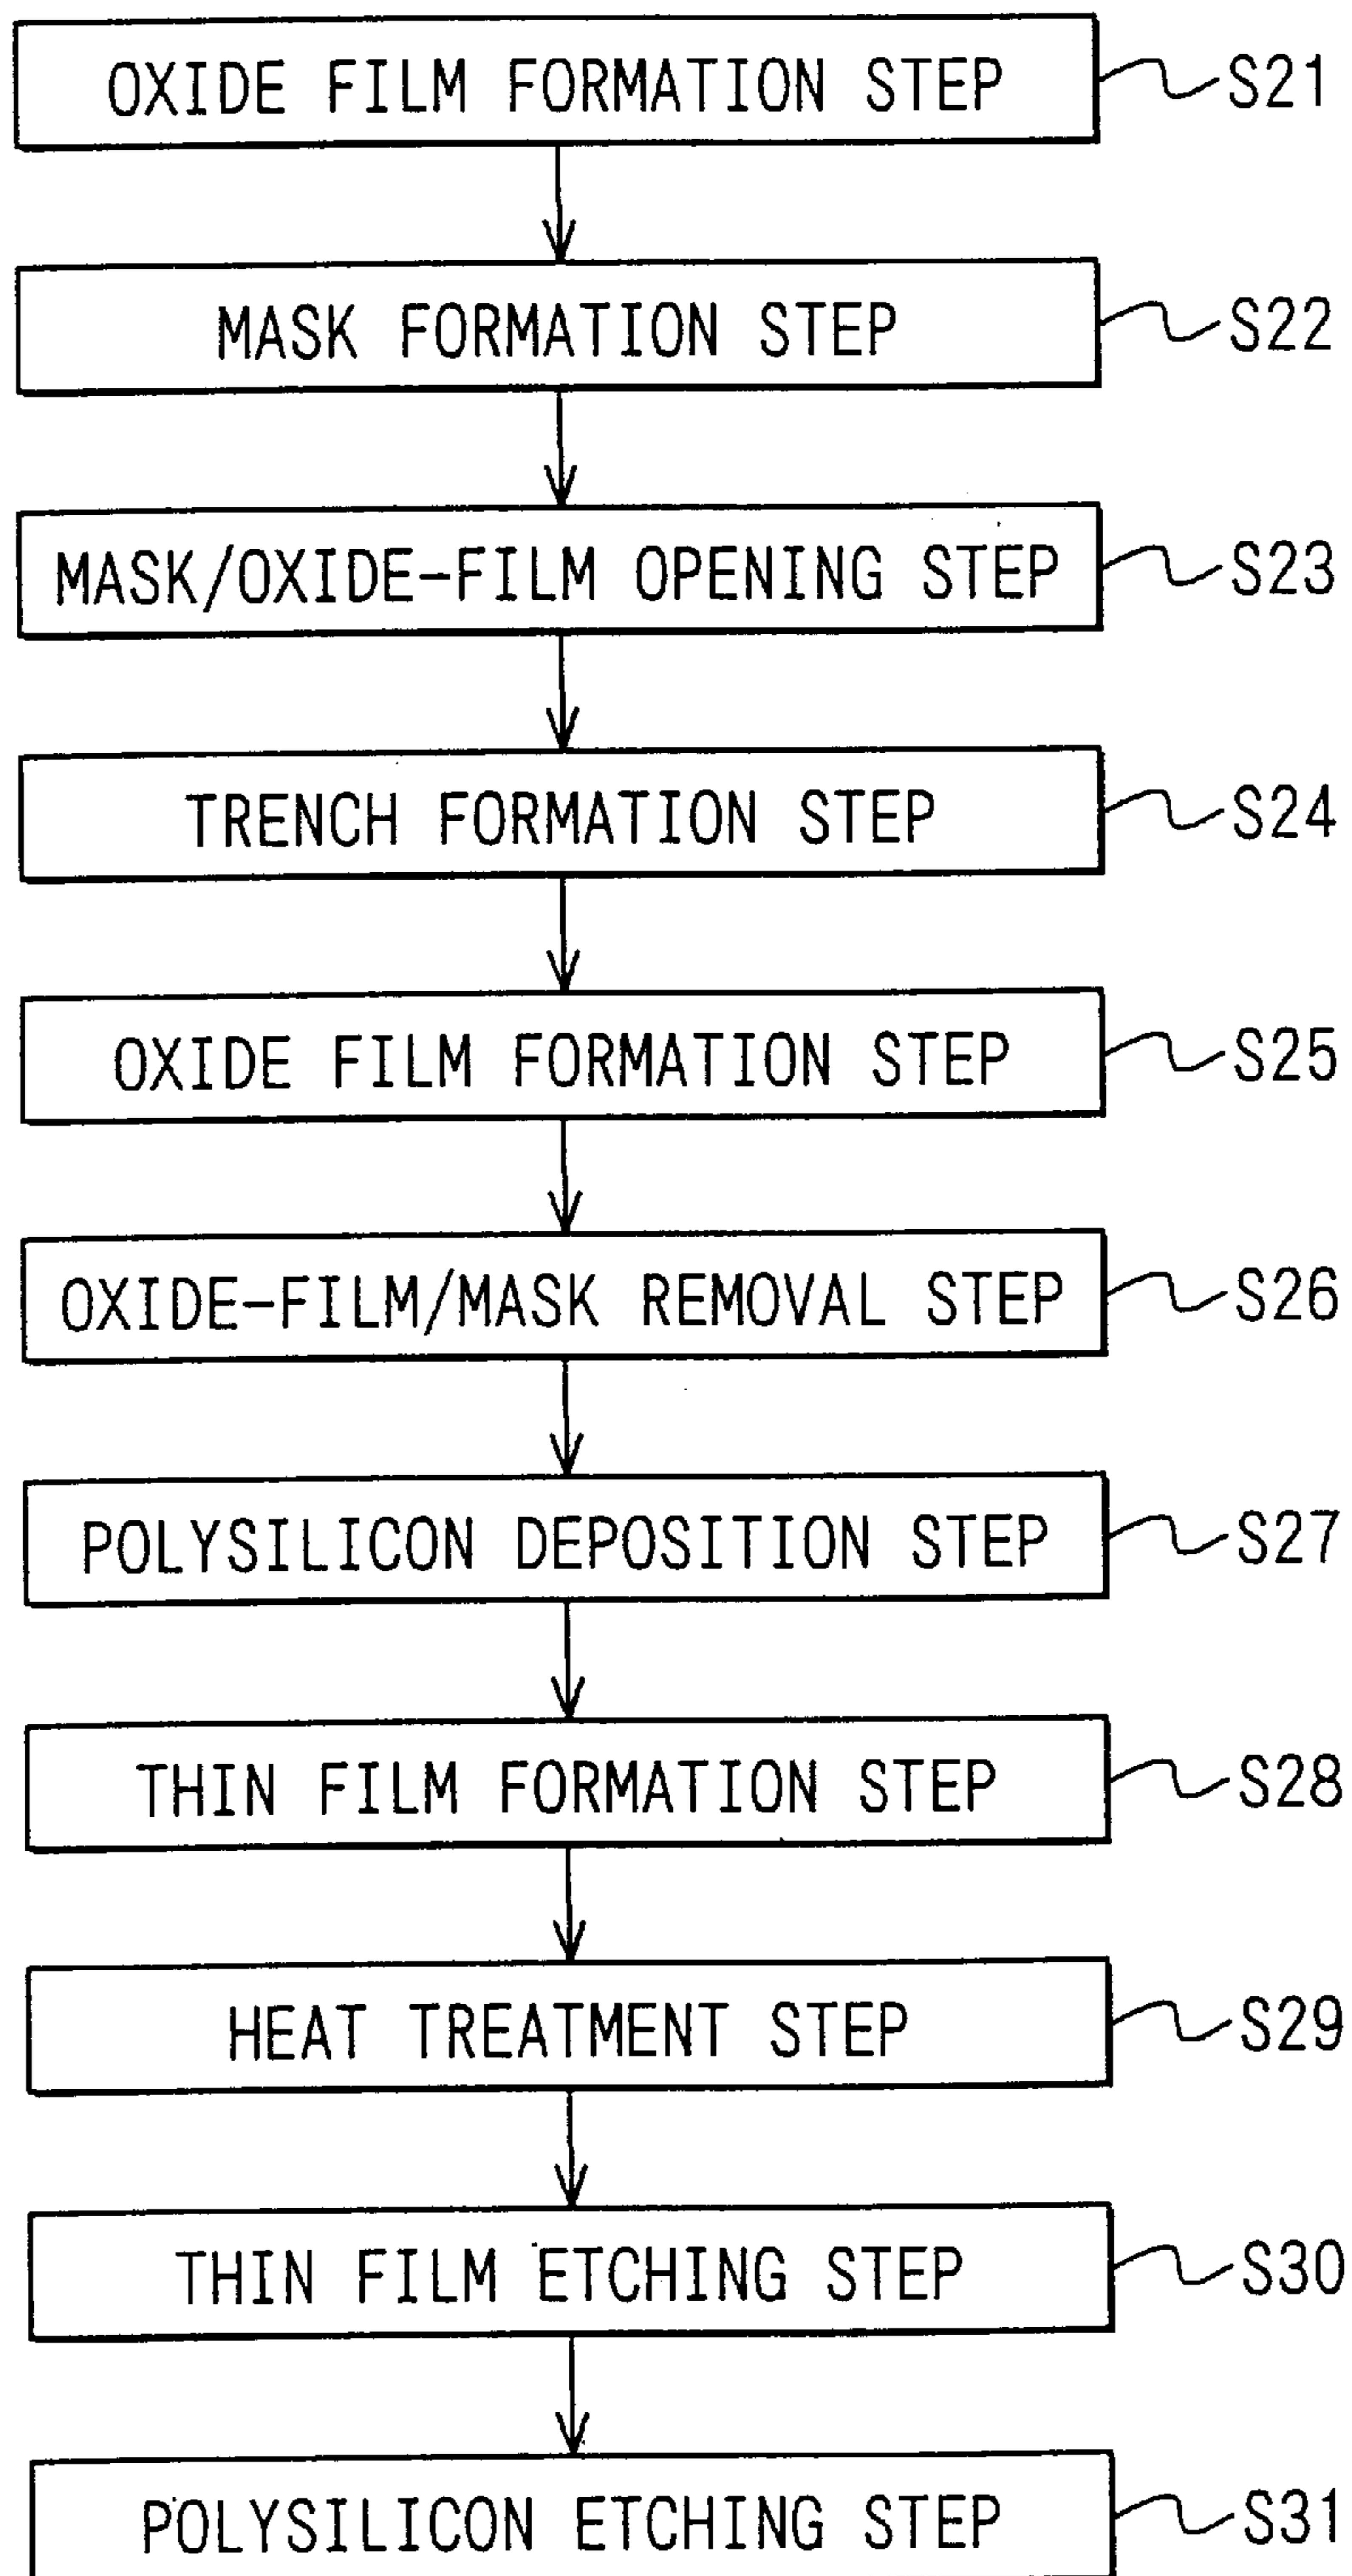 OXIDE FILM FORMATION STEP S21
MASK FORMATION STEP S22
MASK/OXIDE-FILM OPENING STEP S23
TRENCH FORMATION STEP S24
OXIDE FILM FORMATION STEP S25
OXIDE-FILM/MASK REMOVAL STEP S26
POLYSILICON DEPOSITION STEP S27
THIN FILM FORMATION STEP S28
HEAT TREATMENT STEP S29
THIN FILM ETCHING STEP S30
POLYSILICON ETCHING STEP S31